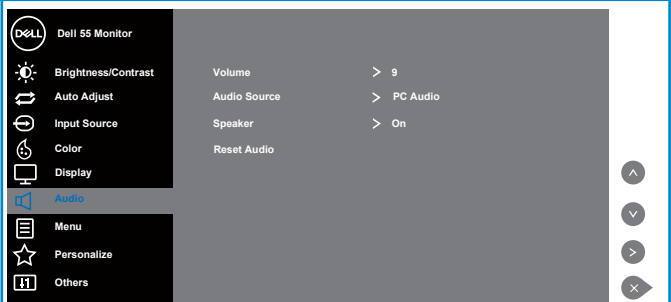 DELL Dell 55 Monitor
Brightness/Contrast Volume > 9
Auto Adjust Audio Source > PC Audio
Input Source Speaker > On
Color Reset Audio
Display
Audio
Menu
Personalize
Others